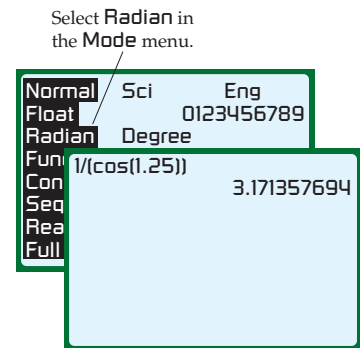 Select Radian in
the Mode menu.
Normal Sci Eng
Float 0123456789
Radian Degree
1/(cos(1.25))
3.171357694
Full